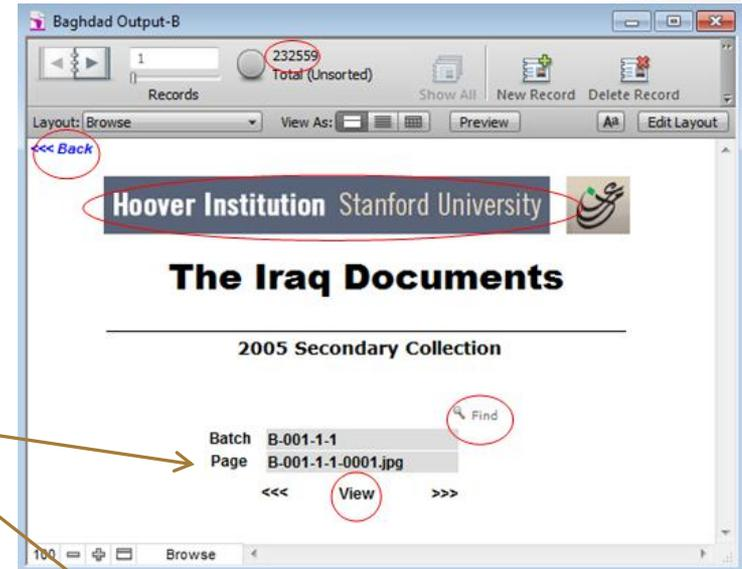 Baghdad Output-B
1
232559
Total (Unsorted)
Records
Show All
New Record
Delete Record
Layout: Browse
View As:
Preview
Aa
Edit Layout
<<< Back
Hoover Institution Stanford University
The Iraq Documents
2005 Secondary Collection
Find
Batch B-001-1-1
Page B-001-1-1-0001.jpg
<<< View >>>
100 Browse